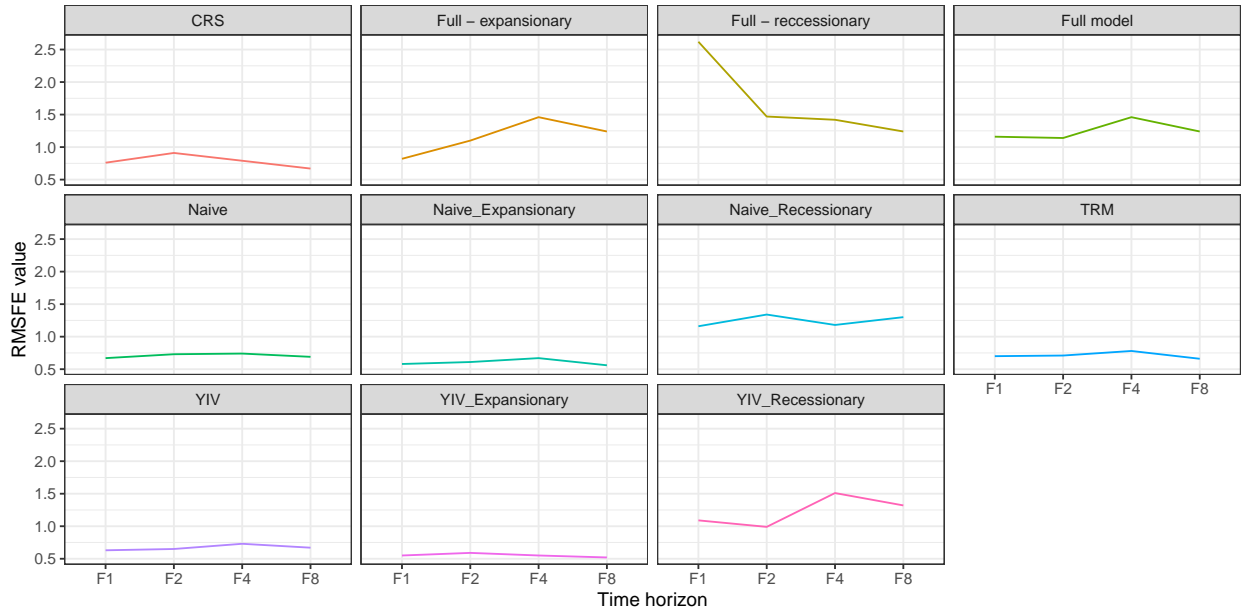 CRS
Full – expansionary
Full – reccessionary
Full model
2.5
2.0
1.5
1.0
0.5
Naive
Naive_Expansionary
Naive_Recessionary
TRM
2.5
2.0
1.5
1.0
0.5
F1 F2 F4 F8
YIV
YIV_Expansionary
YIV_Recessionary
2.5
2.0
1.5
1.0
0.5
F1 F2 F4 F8
F1 F2 F4 F8
F1 F2 F4 F8
RMSFE value
Time horizon